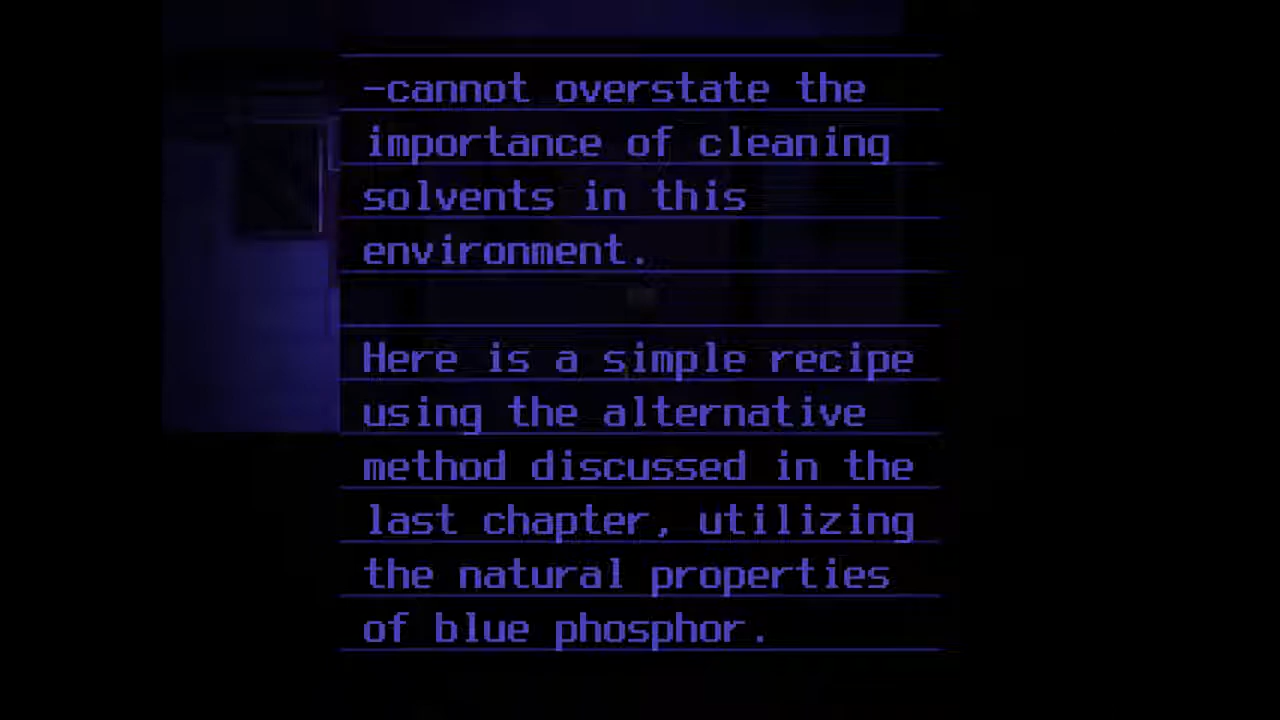 -cannot overstate the
importance of cleaning
solvents in this
environment.
Here is a simple recipe
using the alternative
method discussed in the
last chapter, utilizing
the natural properties
of blue phosphor.